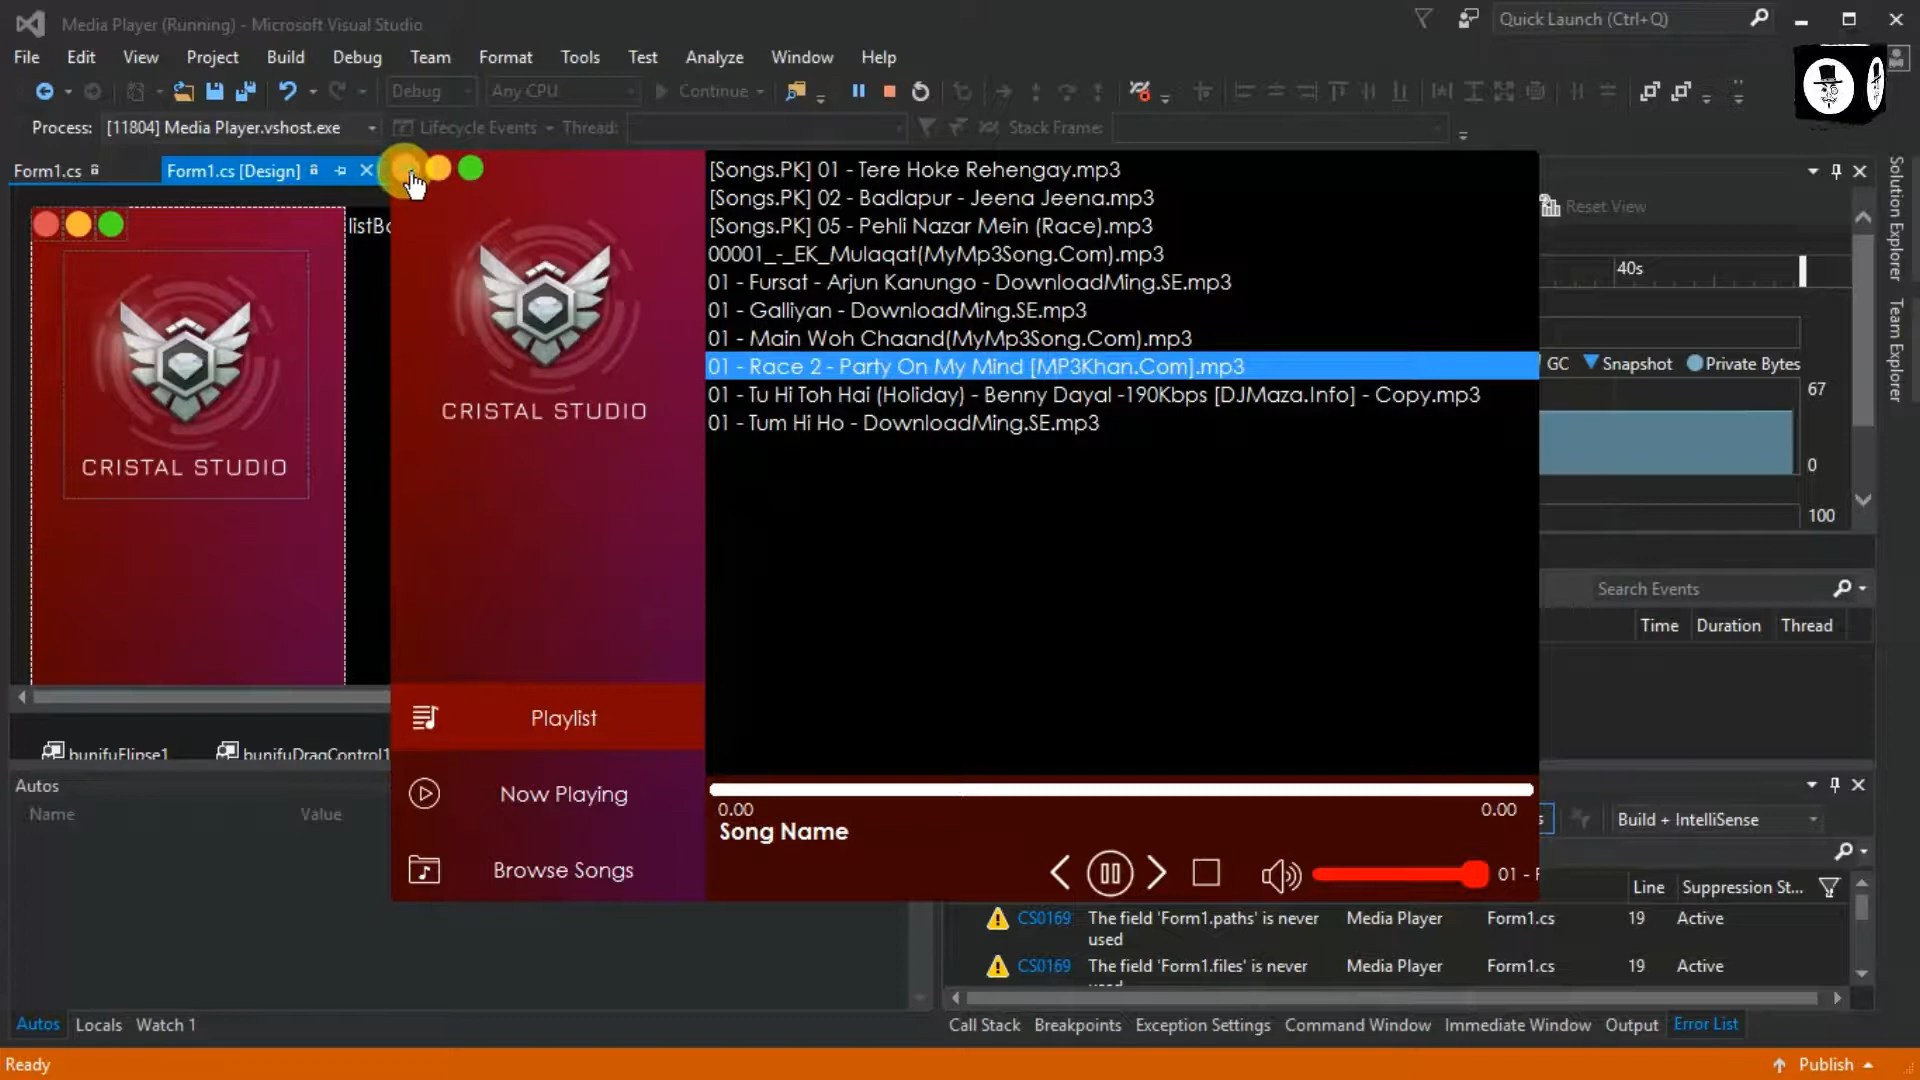 Media Player (Running) - Microsoft Visual Studio
Quick Launch (Ctrl+Q)
File Edit View Project Build Debug Team Format Tools Test Analyze Window Help
Debug Any CPU Continue
Process: [11804] Media Player.vshost.exe Lifecycle Events Thread: Stack Frame:
Form1.cs Form1.cs [Design]
listBo
CRISTAL STUDIO
bunifuElipse1 bunifuDragControl1
CRISTAL STUDIO
Playlist
Now Playing
Browse Songs
[Songs.PK] 01 - Tere Hoke Rehengay.mp3
[Songs.PK] 02 - Badlapur - Jeena Jeena.mp3
[Songs.PK] 05 - Pehli Nazar Mein (Race).mp3
00001_-_EK_Mulaqat(MyMp3Song.Com).mp3
01 - Fursat - Arjun Kanungo - DownloadMing.SE.mp3
01 - Galliyan - DownloadMing.SE.mp3
01 - Main Woh Chaand(MyMp3Song.Com).mp3
01 - Race 2 - Party On My Mind [MP3Khan.Com].mp3
01 - Tu Hi Toh Hai (Holiday) - Benny Dayal -190Kbps [DJMaza.Info] - Copy.mp3
01 - Tum Hi Ho - DownloadMing.SE.mp3
0.00 0.00
Song Name
01 - 
Reset View
40s
GC Snapshot Private Bytes
67
0
100
Search Events
Time Duration Thread
Solution Explorer
Team Explorer
Autos
Name Value
Autos Locals Watch 1
Build + IntelliSense
Line Suppression St...
CS0169 The field 'Form1.paths' is never used Media Player Form1.cs 19 Active
CS0169 The field 'Form1.files' is never Media Player Form1.cs 19 Active
Call Stack Breakpoints Exception Settings Command Window Immediate Window Output Error List
Ready
Publish